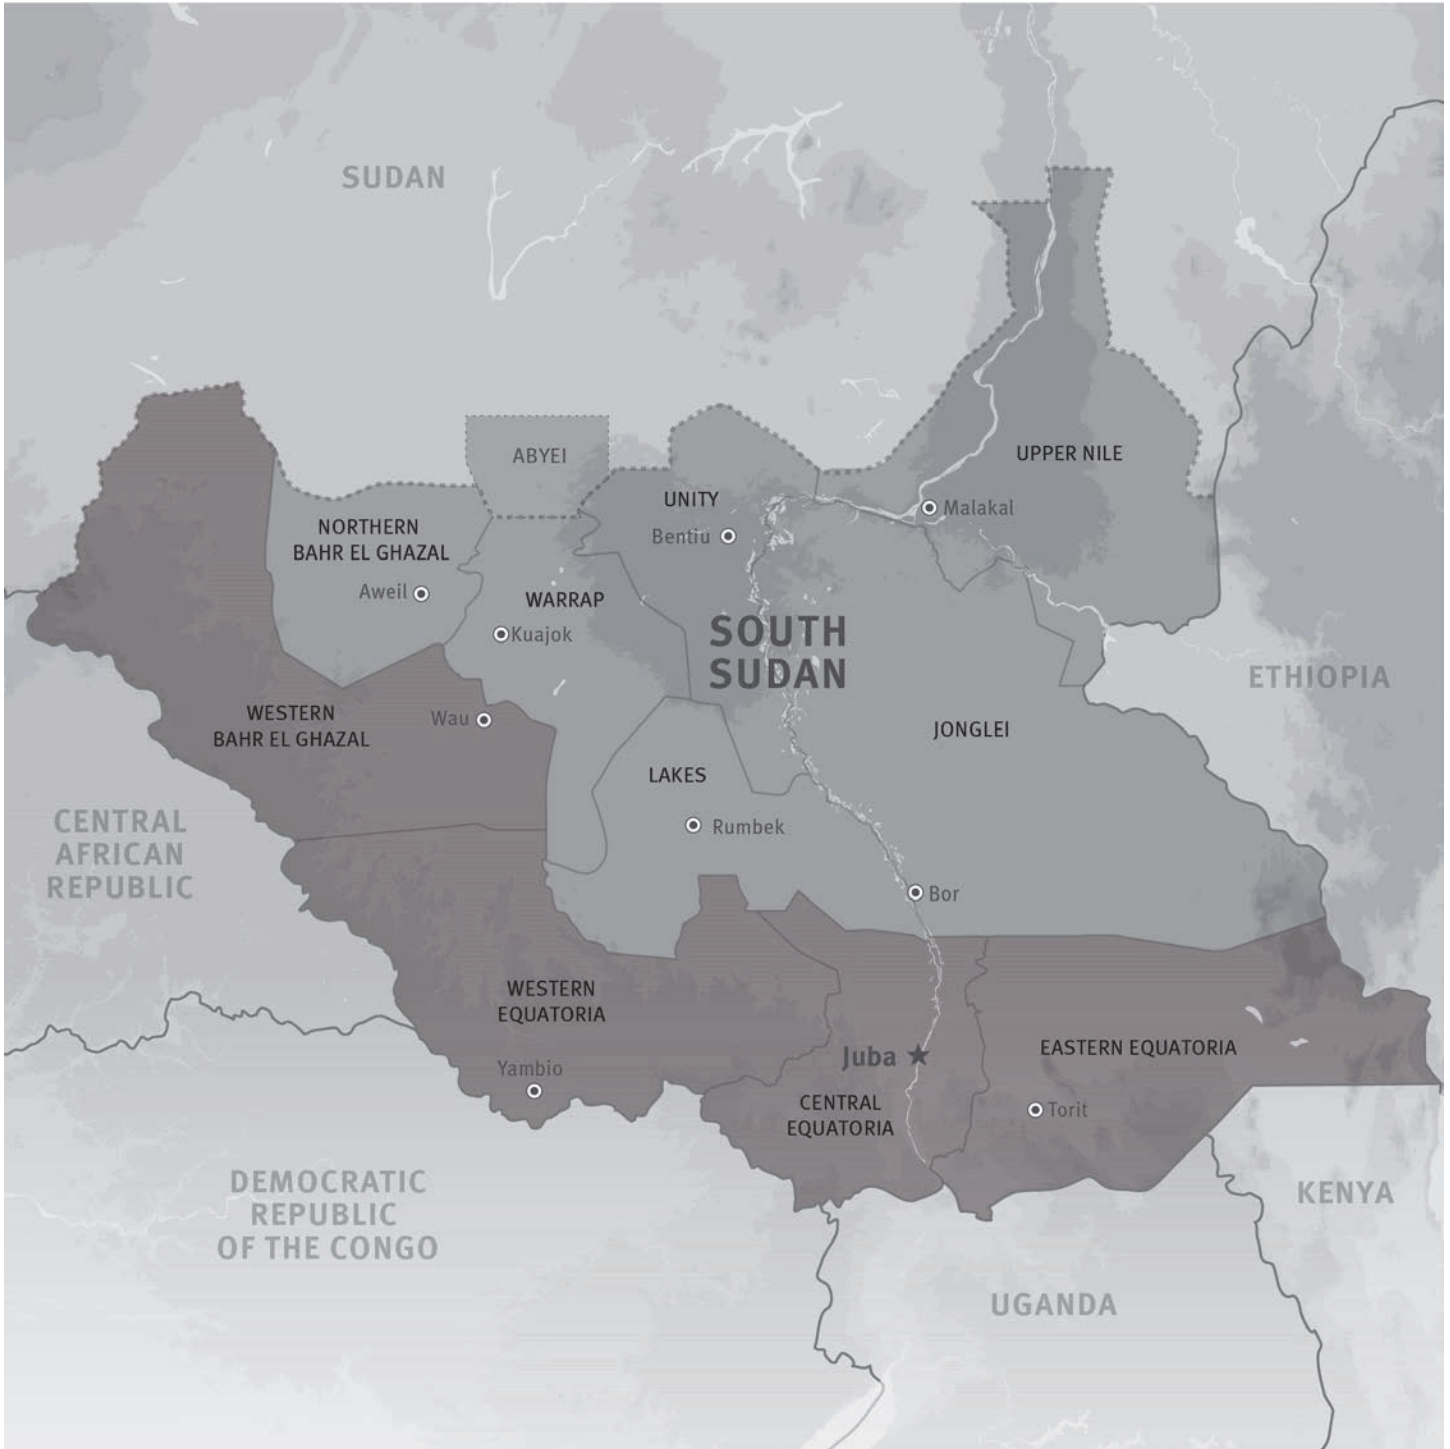 SUDAN
ABYEI
UPPER NILE
UNITY
Malakal
NORTHERN
BAHR EL GHAZAL
Bentiu
Aweil
WARRAP
Kuajok
SOUTH
SUDAN
ETHIOPIA
WESTERN
BAHR EL GHAZAL
Wau
JONGLEI
LAKES
Rumbek
CENTRAL
AFRICAN
REPUBLIC
Bor
WESTERN
EQUATORIA
Yambio
Juba
EASTERN EQUATORIA
CENTRAL
EQUATORIA
Torit
DEMOCRATIC
REPUBLIC
OF THE CONGO
KENYA
UGANDA